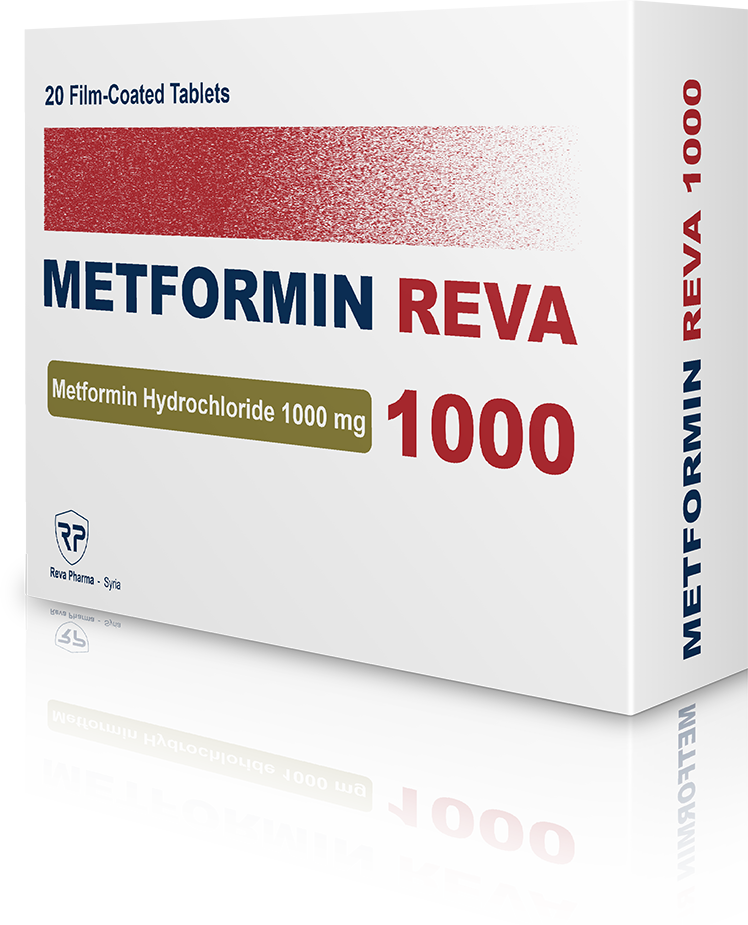 20 Film-Coated Tablets
METFORMIN REVA
Metformin Hydrochloride 1000 mg
1000
RP
Reva Pharma - Syria
METFORMIN REVA 1000